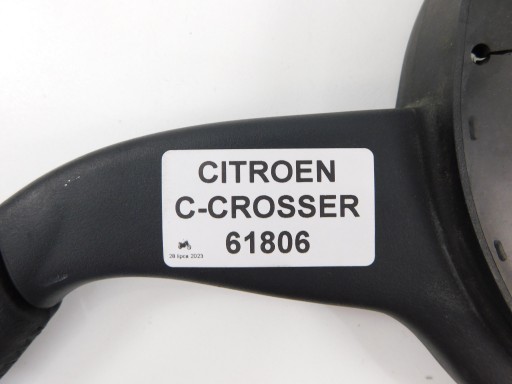 CITROEN
C-CROSSER
61806
28 lipca 2023